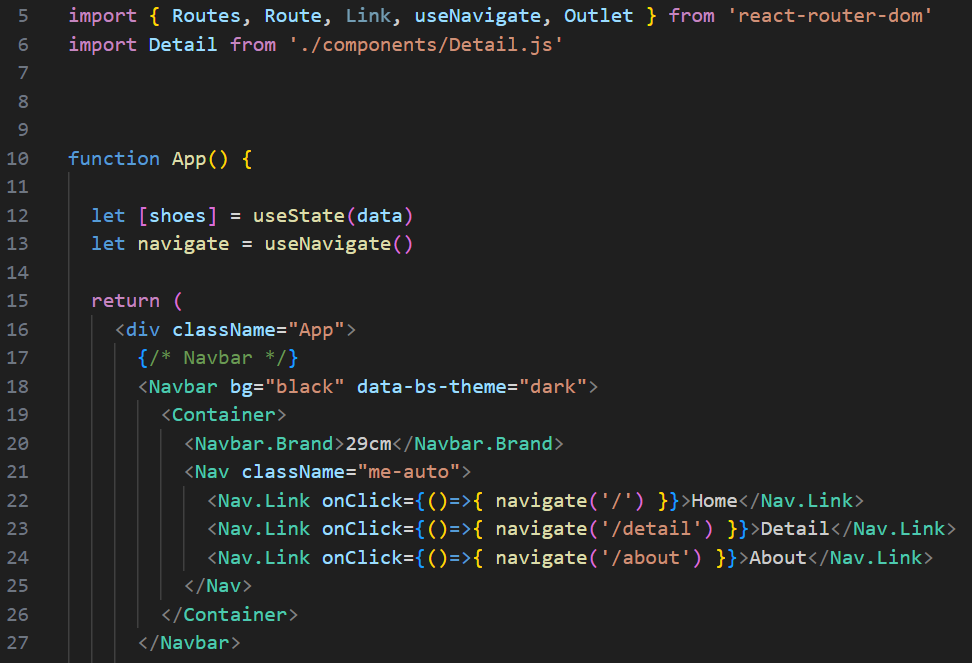 5 import { Routes, Route, Link, useNavigate, Outlet } from 'react-router-dom'
6 import Detail from './components/Detail.js'
7
8
9
10 function App() {
11
12   let [shoes] = useState(data)
13   let navigate = useNavigate()
14
15   return (
16     <div className="App">
17       {/* Navbar */}
18       <Navbar bg="black" data-bs-theme="dark">
19         <Container>
20           <Navbar.Brand>29cm</Navbar.Brand>
21           <Nav className="me-auto">
22             <Nav.Link onClick={()=>{ navigate('/') }}>Home</Nav.Link>
23             <Nav.Link onClick={()=>{ navigate('/detail') }}>Detail</Nav.Link>
24             <Nav.Link onClick={()=>{ navigate('/about') }}>About</Nav.Link>
25           </Nav>
26         </Container>
27       </Navbar>